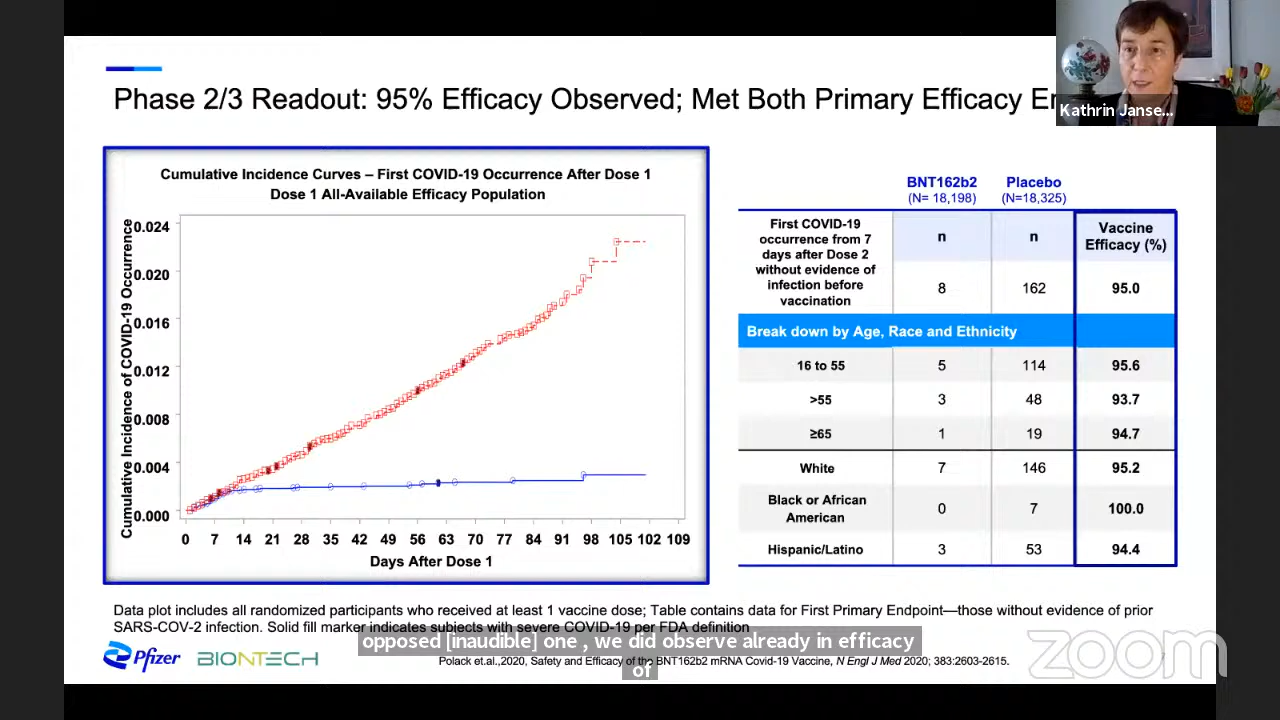 Phase 2/3 Readout: 95% Efficacy Observed; Met Both Primary Efficacy
Kathrin Janse...
Cumulative Incidence Curves – First COVID-19 Occurrence After Dose 1
Dose 1 All-Available Efficacy Population
Cumulative Incidence of COVID-19 Occurrence
0.024
0.020
0.016
0.012
0.008
0.004
0.000
0 7 14 21 28 35 42 49 56 63 70 77 84 91 98 105 102 109
Days After Dose 1
BNT162b2 Placebo
(N= 18,198) (N=18,325)
First COVID-19
occurrence from 7
days after Dose 2
without evidence of
infection before
vaccination
n n Vaccine
Efficacy (%)
8 162 95.0
Break down by Age, Race and Ethnicity
16 to 55 5 114 95.6
>55 3 48 93.7
≥65 1 19 94.7
White 7 146 95.2
Black or African
American 0 7 100.0
Hispanic/Latino 3 53 94.4
Data plot includes all randomized participants who received at least 1 vaccine dose; Table contains data for First Primary Endpoint—those without evidence of prior
SARS-COV-2 infection. Solid fill marker indicates subjects with severe COVID-19 per FDA definition
opposed [inaudible] one , we did observe already in efficacy
of
Pfizer BIONTECH
Polack et.al.,2020, Safety and Efficacy of the BNT162b2 mRNA Covid-19 Vaccine, N Engl J Med 2020; 383:2603-2615.
zoom